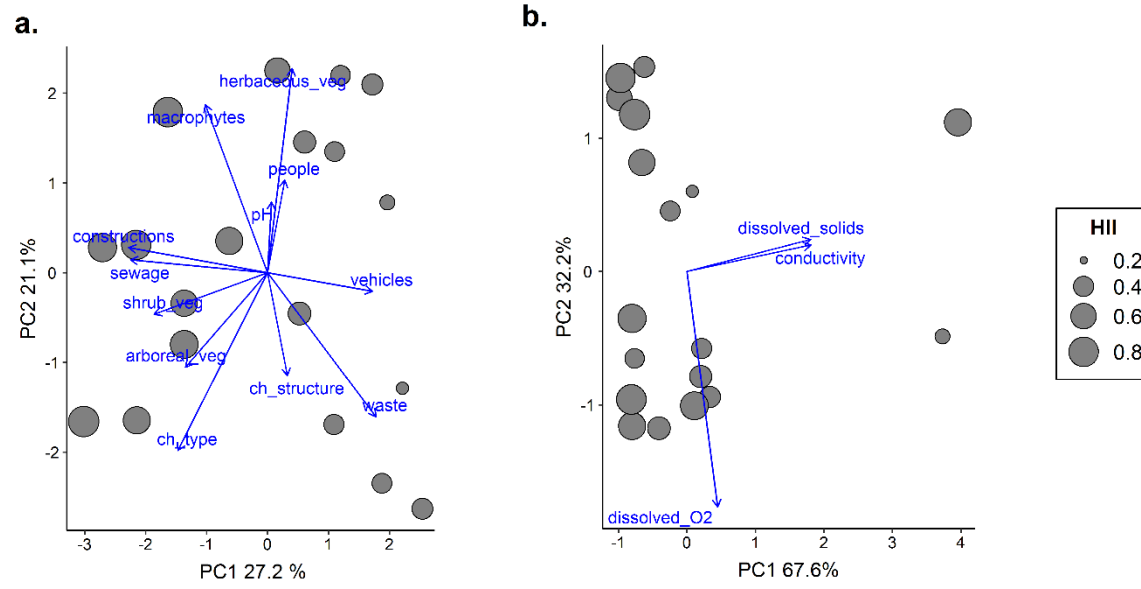 a.
herbaceous_veg
macrophytes
people
pH
constructions
sewage
vehicles
shrub_veg
arboreal_veg
ch_structure
waste
ch_type
2
1
0
-1
-2
PC2 21.1%
-3 -2 -1 0 1 2
PC1 27.2 %
b.
dissolved_solids
conductivity
dissolved_O2
1
0
-1
PC2 32.2%
-1 0 1 2 3 4
PC1 67.6%
HII
0.2
0.4
0.6
0.8